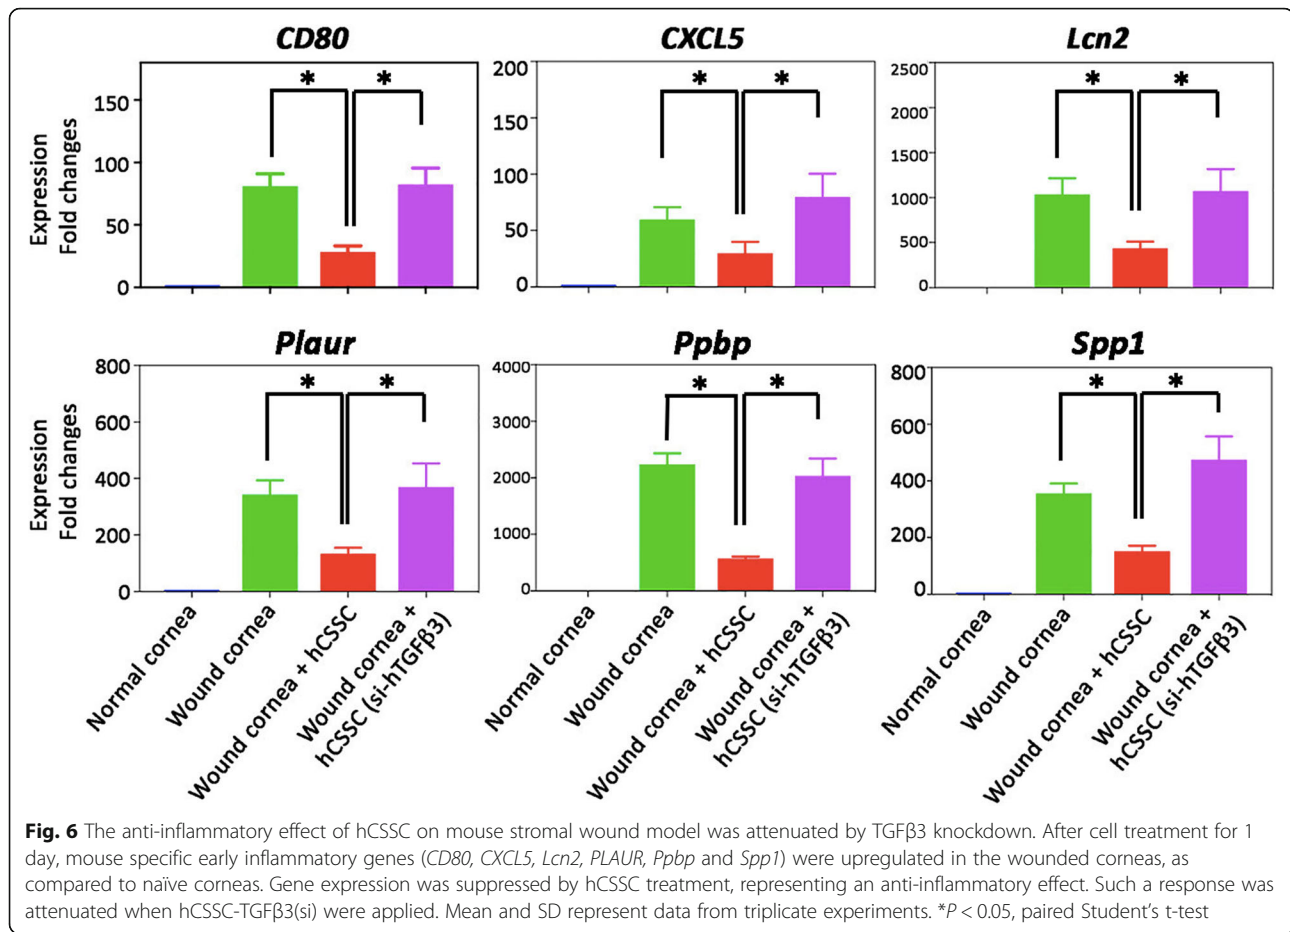 CD80
CXCL5
Lcn2
Expression
Fold changes
150
100
50
0
*
*
200
150
100
50
0
*
*
2500
2000
1500
1000
500
0
*
*
Plaur
Ppbp
Spp1
Expression
Fold changes
800
600
400
200
0
*
*
4000
3000
2000
1000
0
*
*
800
600
400
200
0
*
*
Normal cornea
Wound cornea
Wound cornea + hCSSC
Wound cornea +
hCSSC (si-hTGFβ3)
Normal cornea
Wound cornea
Wound cornea + hCSSC
Wound cornea +
hCSSC (si-hTGFβ3)
Normal cornea
Wound cornea
Wound cornea + hCSSC
Wound cornea +
hCSSC (si-hTGFβ3)
Fig. 6 The anti-inflammatory effect of hCSSC on mouse stromal wound model was attenuated by TGFβ3 knockdown. After cell treatment for 1
day, mouse specific early inflammatory genes (CD80, CXCL5, Lcn2, PLAUR, Ppbp and Spp1) were upregulated in the wounded corneas, as
compared to naïve corneas. Gene expression was suppressed by hCSSC treatment, representing an anti-inflammatory effect. Such a response was
attenuated when hCSSC-TGFβ3(si) were applied. Mean and SD represent data from triplicate experiments. *P < 0.05, paired Student's t-test